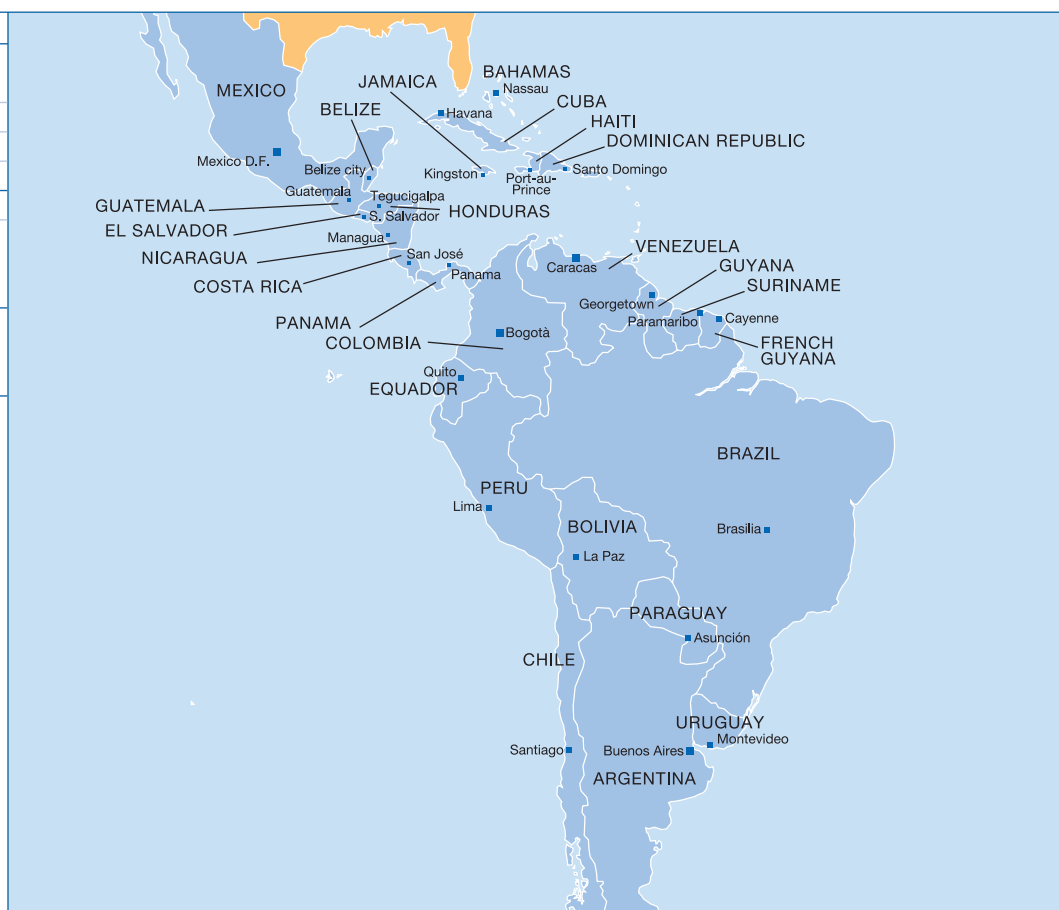 BAHAMAS
JAMAICA
Nassau
MEXICO
CUBA
BELIZE
Havana
HAITI
DOMINICAN REPUBLIC
Mexico D.F.
Belize city
Kingston
Port-au-
Prince
Santo Domingo
Guatemala
Tegucigalpa
GUATEMALA
S. Salvador
HONDURAS
EL SALVADOR
Managua
NICARAGUA
San José
VENEZUELA
Caracas
Panama
GUYANA
COSTA RICA
SURINAME
Georgetown
PANAMA
Paramaribo
Cayenne
Bogotà
COLOMBIA
FRENCH
GUYANA
Quito
EQUADOR
BRAZIL
PERU
Lima
BOLIVIA
Brasilia
La Paz
PARAGUAY
Asunción
CHILE
URUGUAY
Montevideo
Santiago
Buenos Aires
ARGENTINA